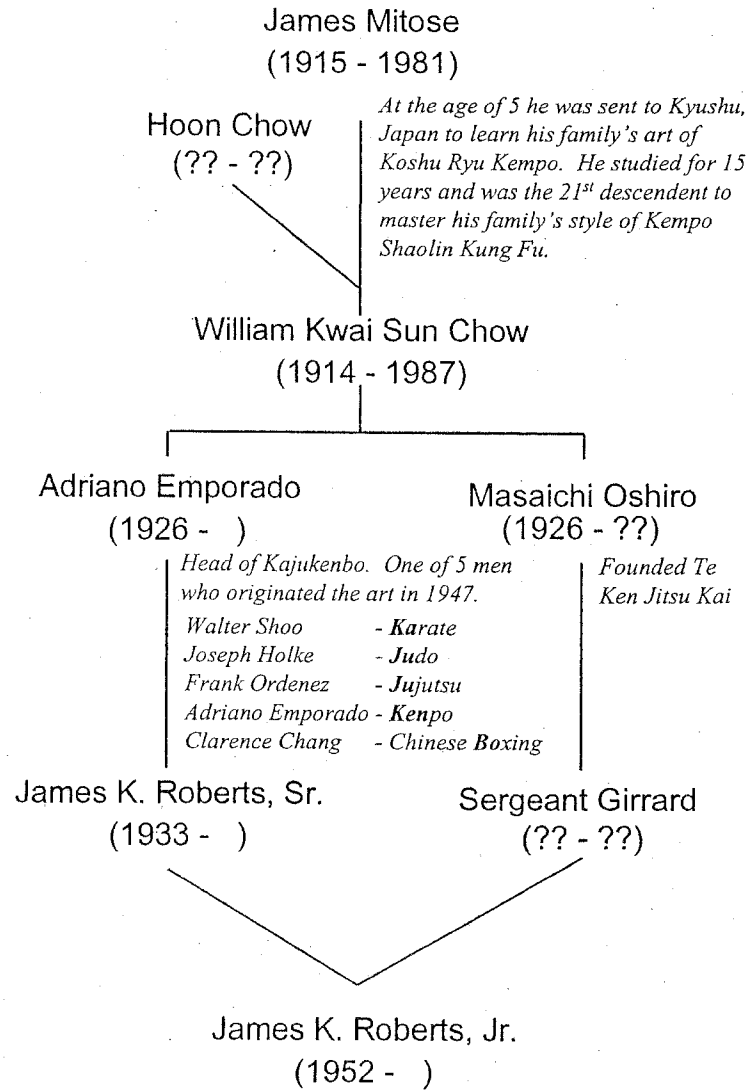 James Mitose
(1915 - 1981)
Hoon Chow
(?? - ??)
At the age of 5 he was sent to Kyushu,
Japan to learn his family's art of
Koshu Ryu Kempo. He studied for 15
years and was the 21st descendent to
master his family's style of Kempo
Shaolin Kung Fu.
William Kwai Sun Chow
(1914 - 1987)
Adriano Emporado
(1926 - )
Head of Kajukenbo. One of 5 men
who originated the art in 1947.
Walter Shoo - Karate
Joseph Holke - Judo
Frank Ordenez - Jujutsu
Adriano Emporado - Kenpo
Clarence Chang - Chinese Boxing
Masaichi Oshiro
(1926 - ??)
Founded Te
Ken Jitsu Kai
James K. Roberts, Sr.
(1933 - )
Sergeant Girrard
(?? - ??)
James K. Roberts, Jr.
(1952 - )